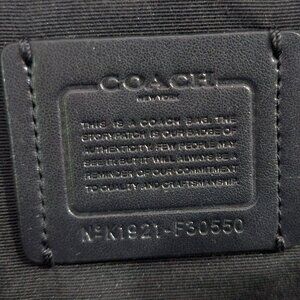 COACH
NEW YORK
THIS IS A COACH BAG. THE
STORYPATCH IS OUR BADGE OF
AUTHENTICITY. FEW PEOPLE MAY
SEE IT. BUT IT WILL ALWAYS BE A
REMINDER OF OUR COMMITMENT
TO QUALITY AND CRAFTSMANSHIP.
Nº K1921-F30550